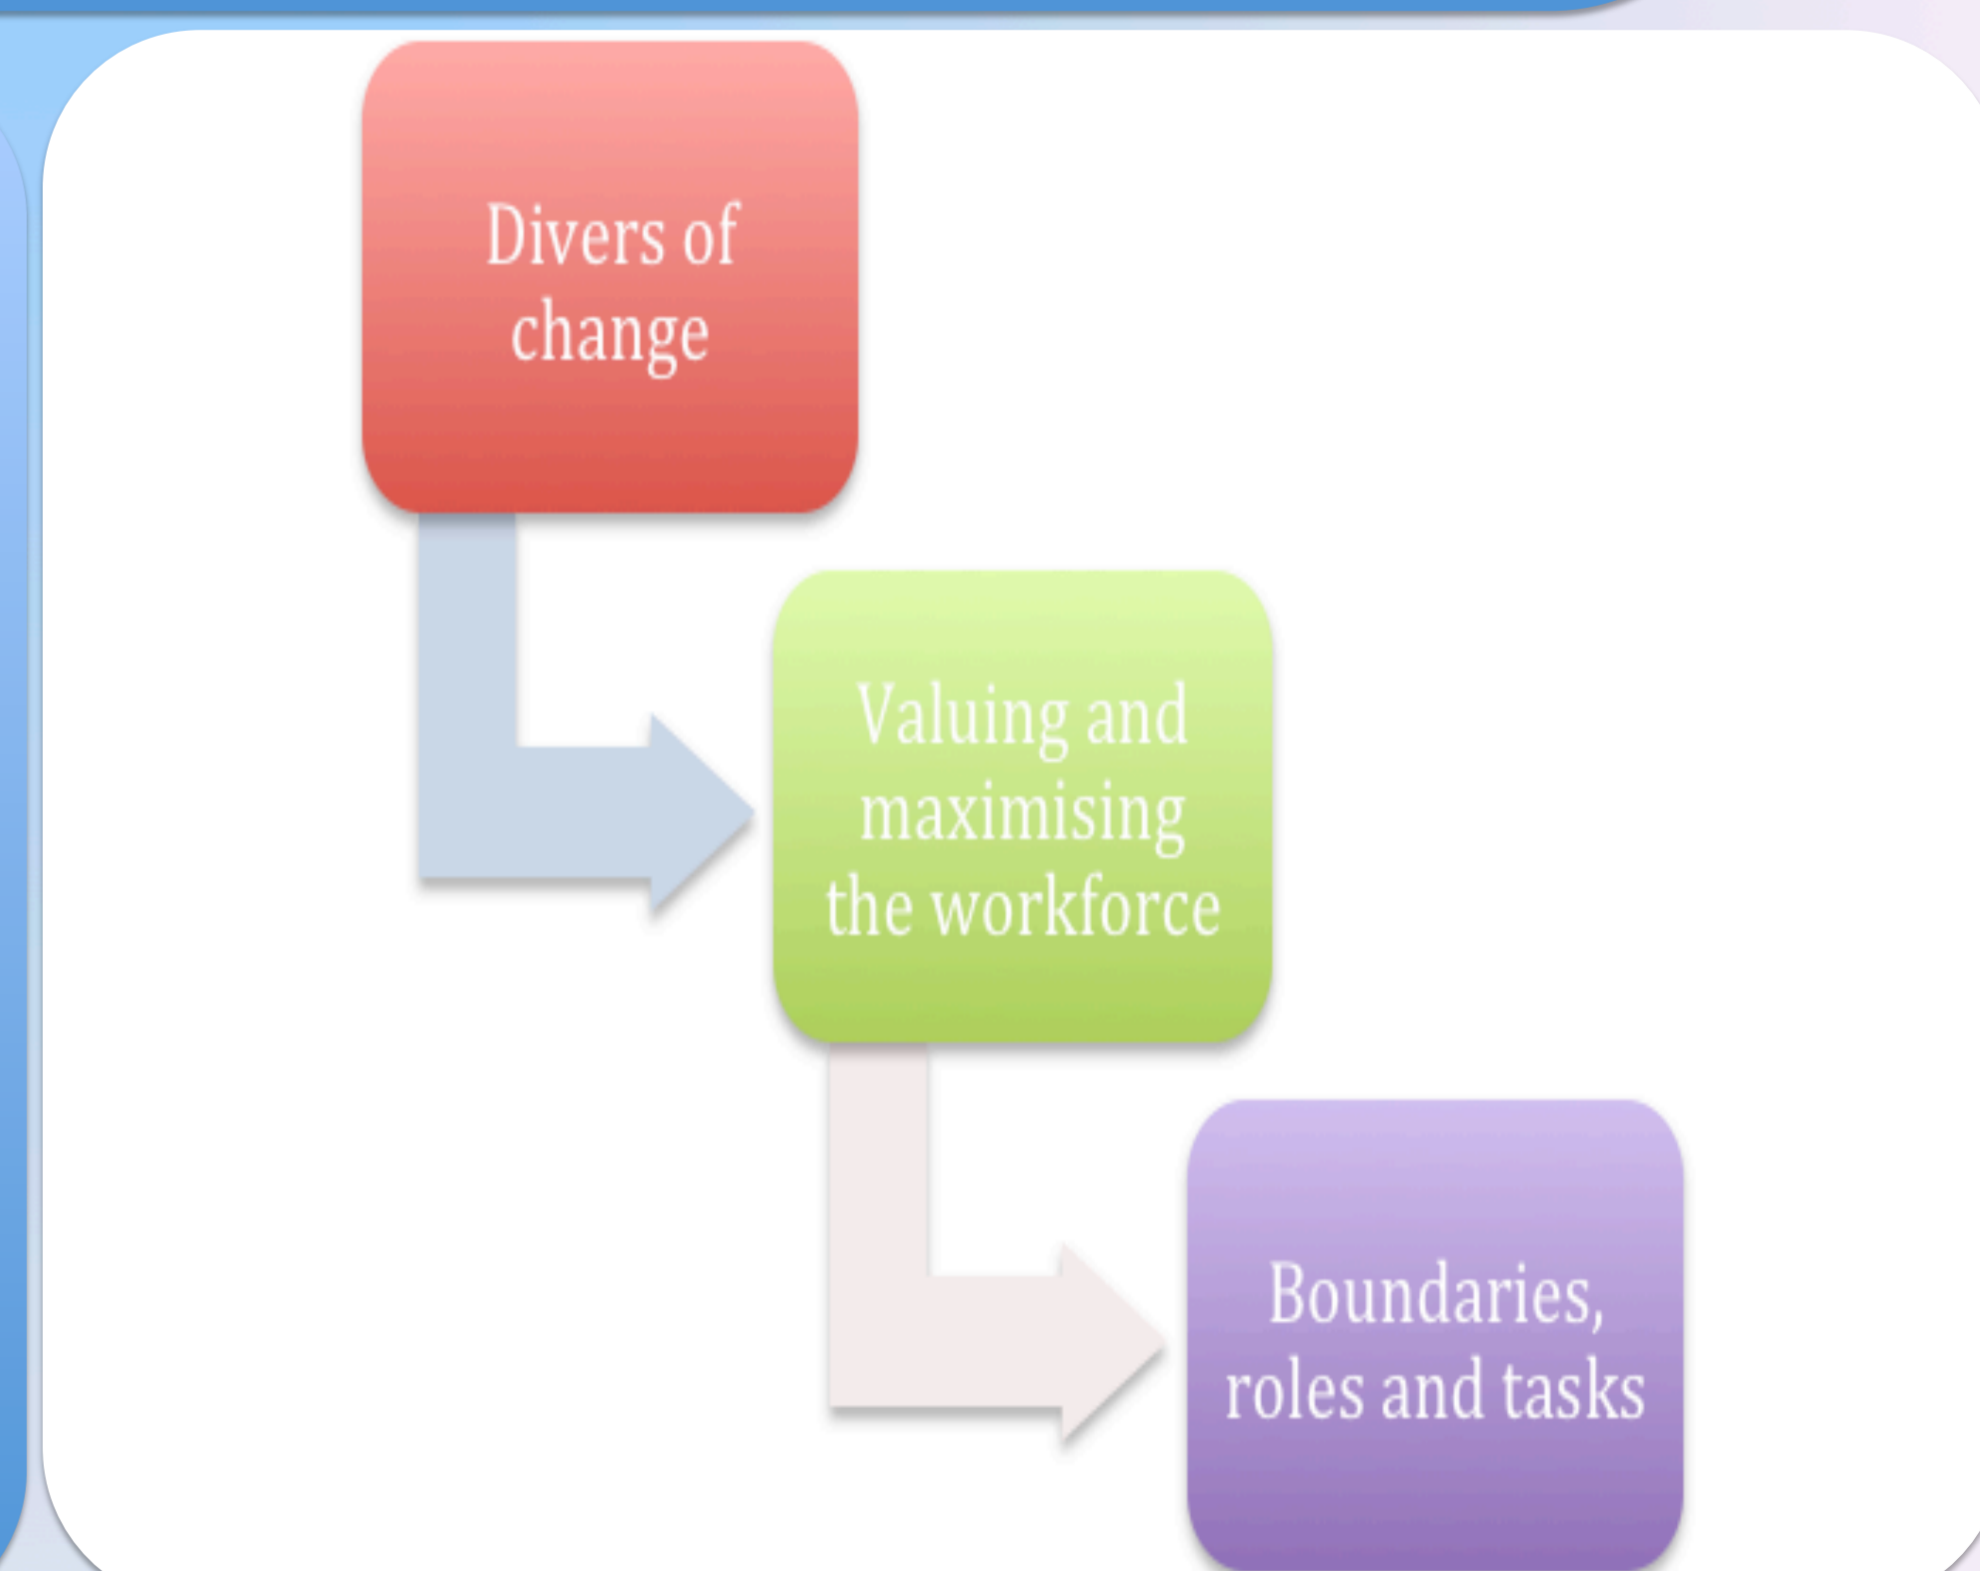 Divers of
change
Valuing and
maximising
the workforce
Boundaries,
roles and tasks